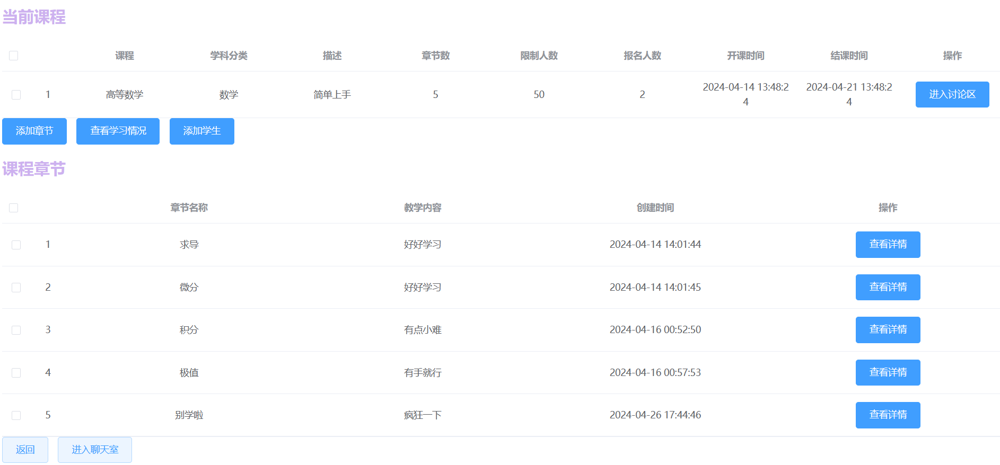 当前课程
课程 学科分类 描述 章节数 限制人数 报名人数 开课时间 结课时间 操作
1 高等数学 数学 简单上手 5 50 2 2024-04-14 13:48:24 2024-04-21 13:48:24 进入讨论区
添加章节 查看学习情况 添加学生
课程章节
章节名称 教学内容 创建时间 操作
1 求导 好好学习 2024-04-14 14:01:44 查看详情
2 微分 好好学习 2024-04-14 14:01:45 查看详情
3 积分 有点小难 2024-04-16 00:52:50 查看详情
4 极值 有手就行 2024-04-16 00:57:53 查看详情
5 别学啦 疯狂一下 2024-04-26 17:44:46 查看详情
返回 进入聊天室